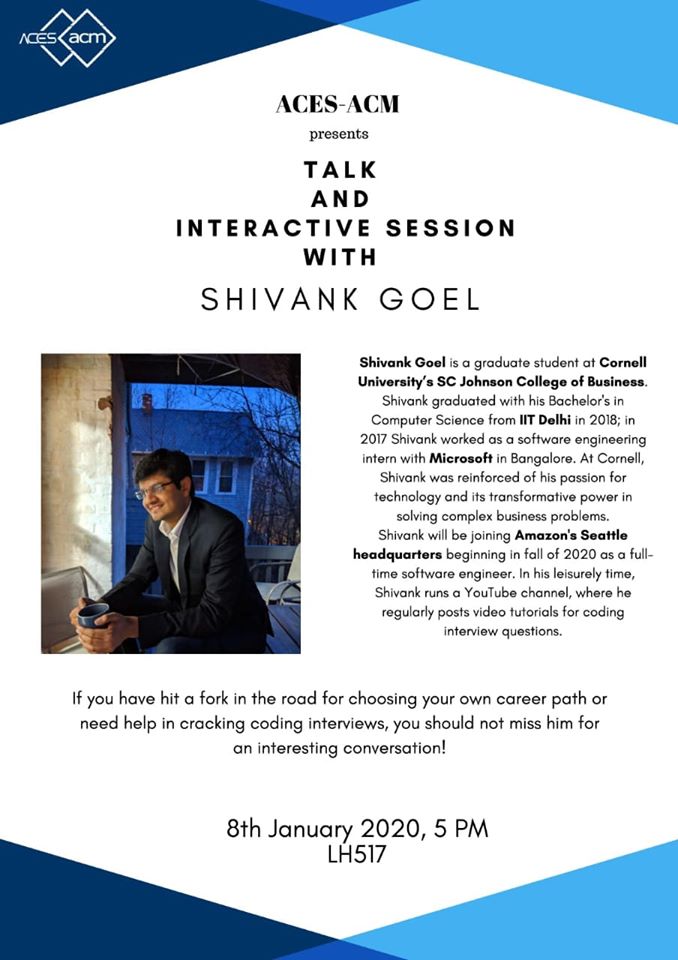 ACES acm
ACES-ACM
presents
TALK
AND
INTERACTIVE SESSION
WITH
SHIVANK GOEL
Shivank Goel is a graduate student at Cornell
University's SC Johnson College of Business.
Shivank graduated with his Bachelor's in
Computer Science from IIT Delhi in 2018; in
2017 Shivank worked as a software engineering
intern with Microsoft in Bangalore. At Cornell,
Shivank was reinforced of his passion for
technology and its transformative power in
solving complex business problems.
Shivank will be joining Amazon's Seattle
headquarters beginning in fall of 2020 as a full-
time software engineer. In his leisurely time,
Shivank runs a YouTube channel, where he
regularly posts video tutorials for coding
interview questions.
If you have hit a fork in the road for choosing your own career path or
need help in cracking coding interviews, you should not miss him for
an interesting conversation!
8th January 2020, 5 PM
LH517